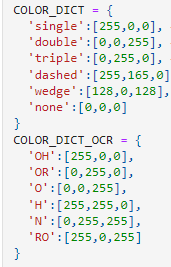 COLOR_DICT = {
'single':[255,0,0],
'double':[0,0,255],
'triple':[0,255,0],
'dashed':[255,165,0]
'wedge':[128,0,128],
'none':[0,0,0]
}
COLOR_DICT_OCR = {
'OH':[255,0,0],
'OR':[0,255,0],
'O':[0,0,255],
'H':[255,255,0],
'N':[0,255,255],
'RO':[255,0,255]
}